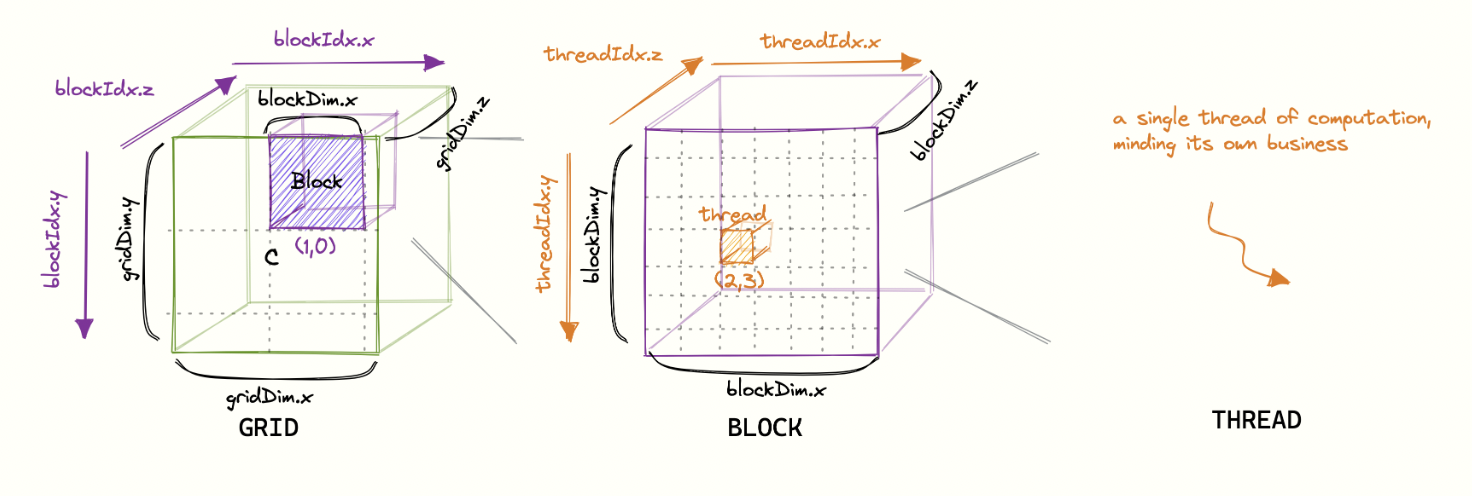 blockIdx.x
blockIdx.z
blockDim.x
gridDim.z
Block
blockIdx.y
gridDim.y
(1,0)
C
gridDim.x
GRID
threadIdx.z
threadIdx.x
blockDim.z
threadIdx.y
blockDim.y
thread
(2,3)
blockDim.x
BLOCK
a single thread of computation,
minding its own business
THREAD